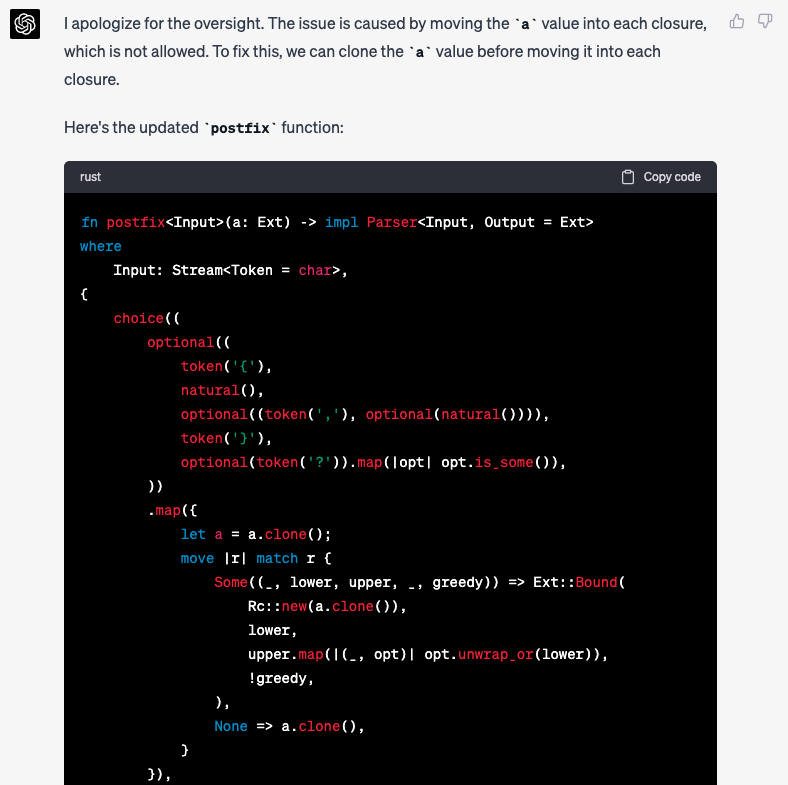 I apologize for the oversight. The issue is caused by moving the `a` value into each closure,
which is not allowed. To fix this, we can clone the `a` value before moving it into each
closure.
Here's the updated `postfix` function:
rust Copy code
fn postfix<Input>(a: Ext) -> impl Parser<Input, Output = Ext>
where
    Input: Stream<Token = char>,
{
    choice((
        optional((
            token('{'),
            natural(),
            optional((token(','), optional(natural()))),
            token('}'),
            optional(token('?')).map(|opt| opt.is_some()),
        ))
        .map({
            let a = a.clone();
            move |r| match r {
                Some((_, lower, upper, _, greedy)) => Ext::Bound(
                    Rc::new(a.clone()),
                    lower,
                    upper.map(|(_, opt)| opt.unwrap_or(lower)),
                    !greedy,
                ),
                None => a.clone(),
            }
        }),